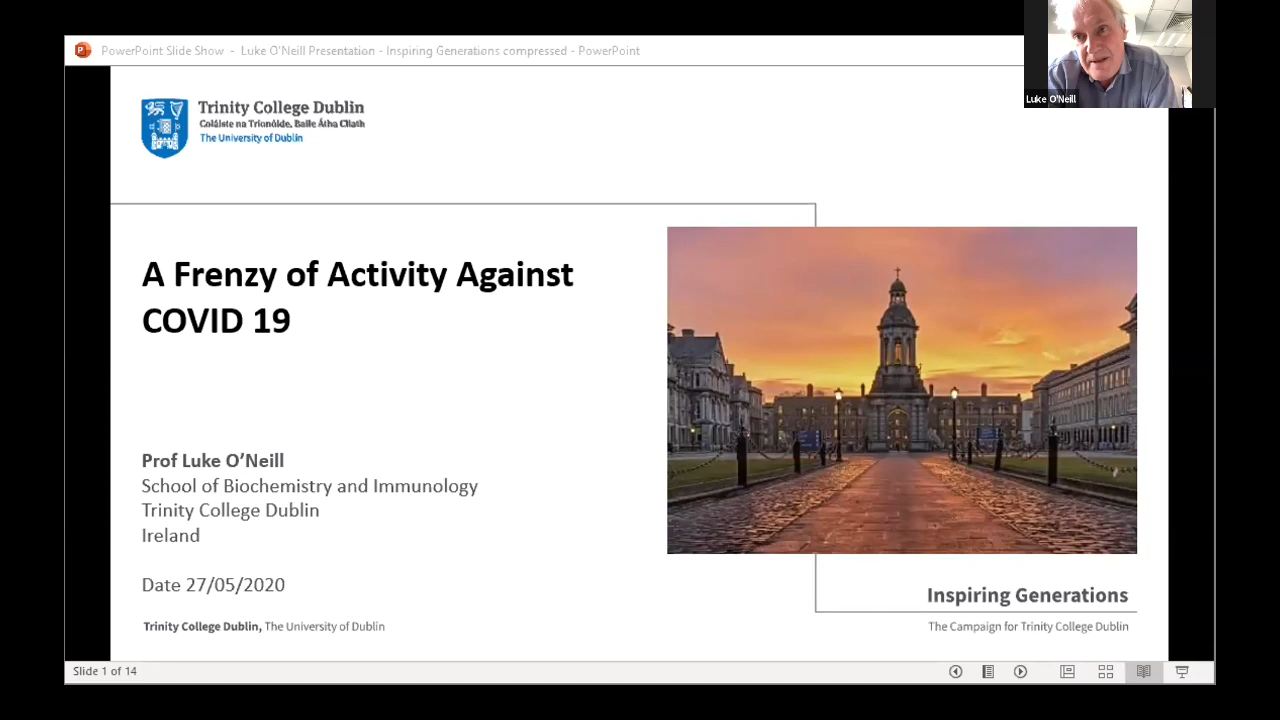 PowerPoint Slide Show - Luke O'Neill Presentation - Inspiring Generations compressed - PowerPoint
Luke O'Neill
Trinity College Dublin
Coláiste na Tríonóide, Baile Átha Cliath
The University of Dublin
A Frenzy of Activity Against
COVID 19
Prof Luke O’Neill
School of Biochemistry and Immunology
Trinity College Dublin
Ireland
Date 27/05/2020
Trinity College Dublin, The University of Dublin
Inspiring Generations
The Campaign for Trinity College Dublin
Slide 1 of 14